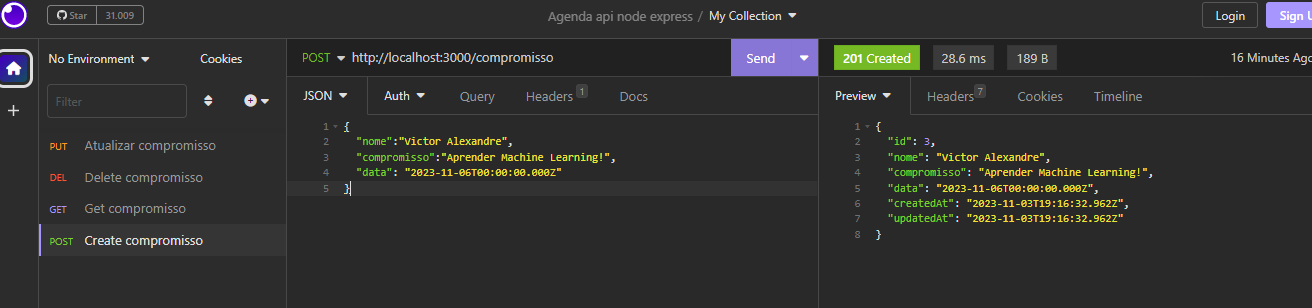 Star 31.009
Agenda api node express / My Collection
Login
Sign U
No Environment
Cookies
Filter
PUT Atualizar compromisso
DEL Delete compromisso
GET Get compromisso
POST Create compromisso
POST http://localhost:3000/compromisso
Send
JSON Auth Query Headers 1 Docs
1 {
2 "nome":"Victor Alexandre",
3 "compromisso":"Aprender Machine Learning!",
4 "data": "2023-11-06T00:00:00.000Z"
5 }
201 Created 28.6 ms 189 B 16 Minutes Ago
Preview Headers 7 Cookies Timeline
1 {
2 "id": 3,
3 "nome": "Victor Alexandre",
4 "compromisso": "Aprender Machine Learning!",
5 "data": "2023-11-06T00:00:00.000Z",
6 "createdAt": "2023-11-03T19:16:32.962Z",
7 "updatedAt": "2023-11-03T19:16:32.962Z"
8 }